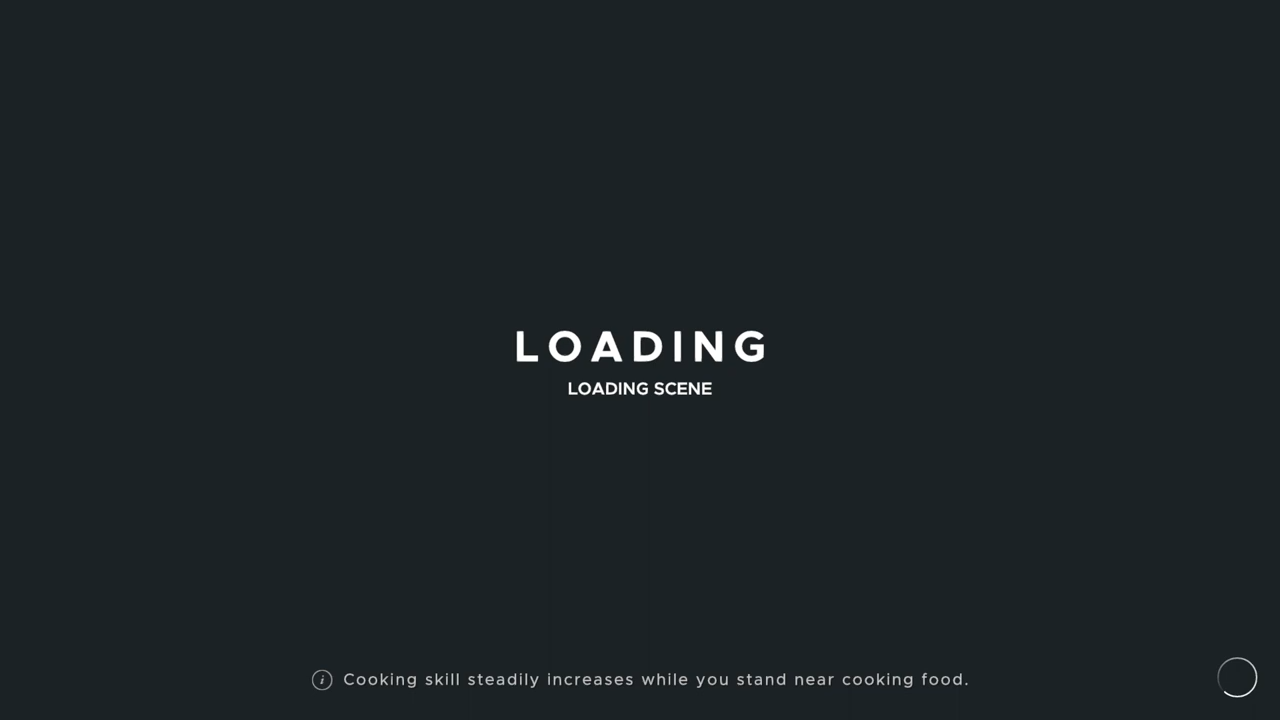 LOADING
LOADING SCENE
Cooking skill steadily increases while you stand near cooking food.